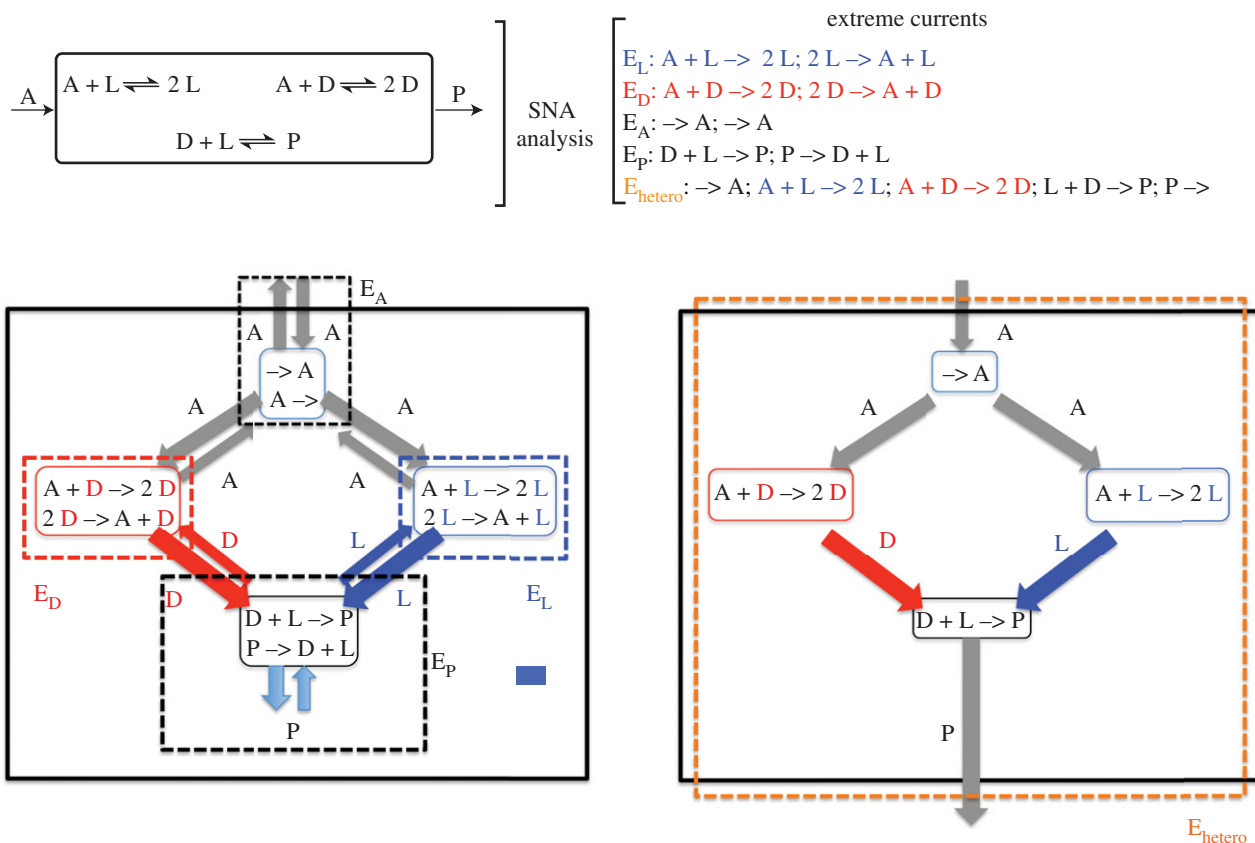 extreme currents
A + L ⇌ 2 L    A + D ⇌ 2 D
D + L ⇌ P
A
P
SNA
analysis
E_L: A + L –> 2 L; 2 L –> A + L
E_D: A + D –> 2 D; 2 D –> A + D
E_A: –> A; –> A
E_P: D + L –> P; P –> D + L
E_hetero: –> A; A + L –> 2 L; A + D –> 2 D; L + D –> P; P –>
E_A
A    A
–> A
A –>
A    A
A    A
A + D –> 2 D
2 D –> A + D
A + L –> 2 L
2 L –> A + L
D    L
E_D    D    L    E_L
D + L –> P
P –> D + L
E_P
P
A
–> A
A    A
A + D –> 2 D
A + L –> 2 L
D    L
D + L –> P
P
E_hetero